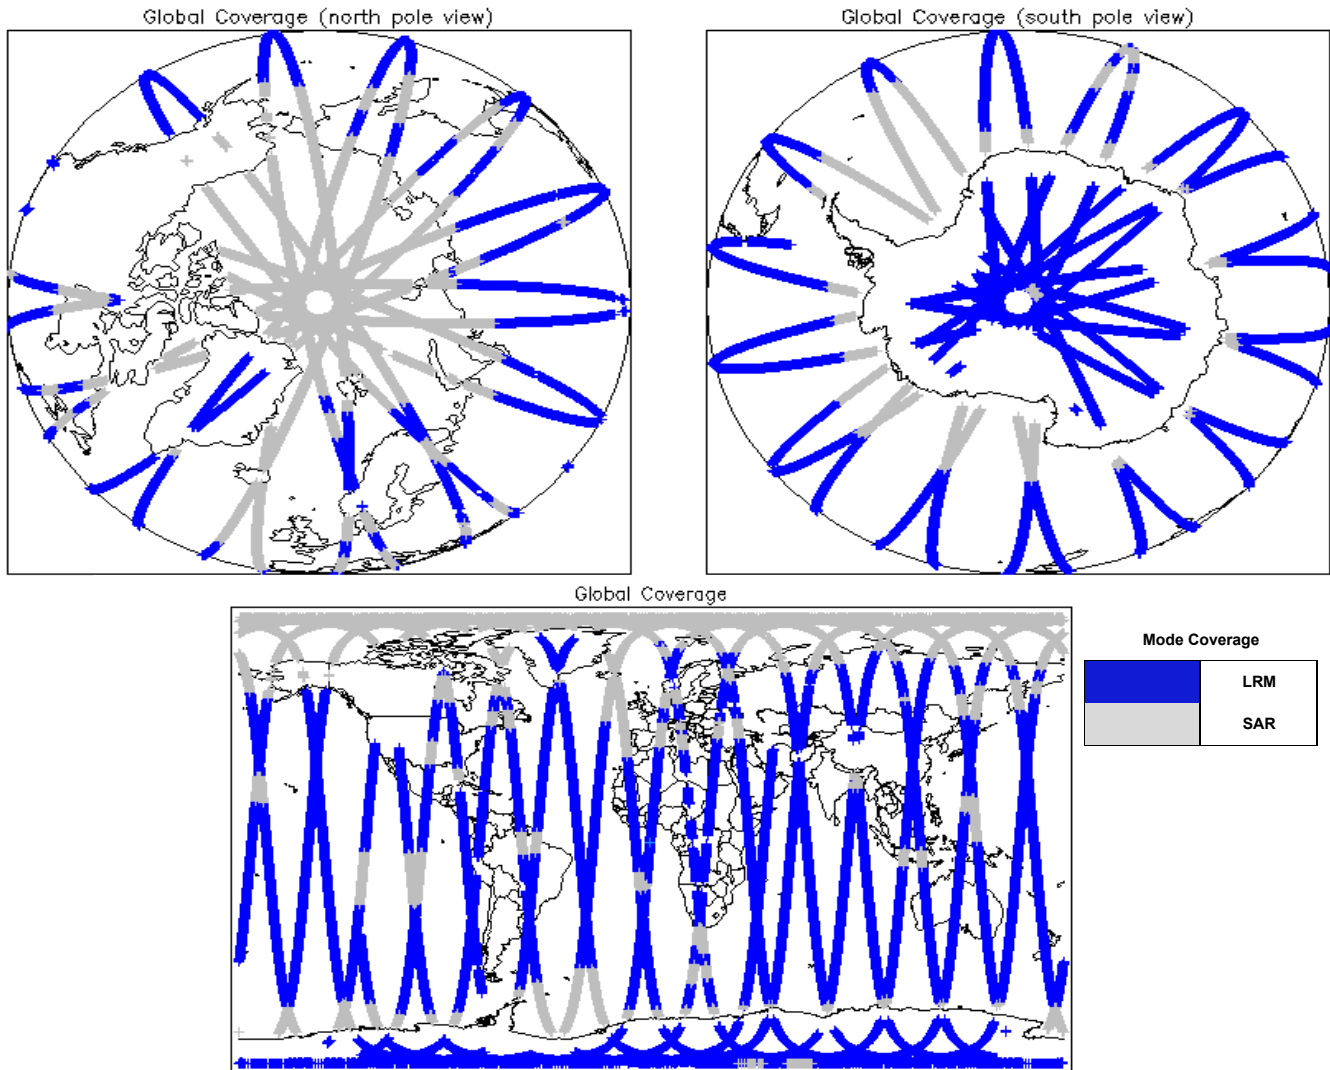 Global Coverage (north pole view)
Global Coverage (south pole view)
Global Coverage
Mode Coverage
LRM
SAR